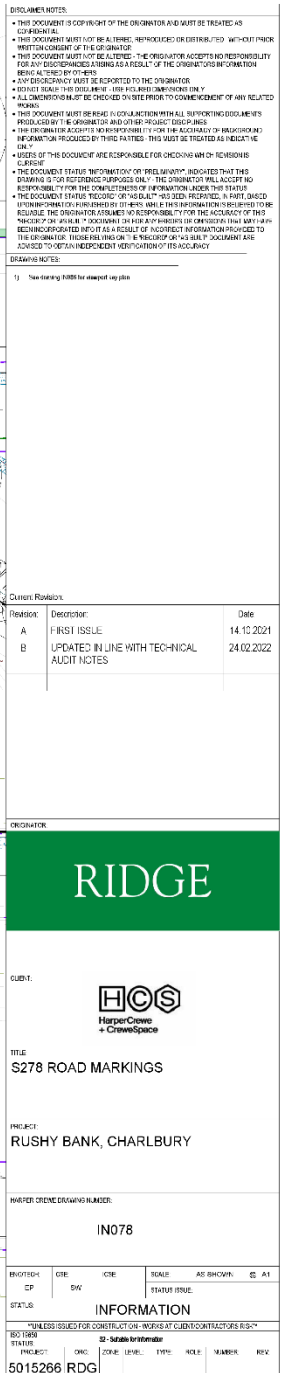 DISCLAIMER NOTES:
• THIS DOCUMENT IS COPYRIGHT OF THE ORIGINATOR AND MUST BE TREATED AS
CONFIDENTIAL
• THIS DOCUMENT MUST NOT BE ALTERED, REPRODUCED OR DISTRIBUTED WITHOUT PRIOR
WRITTEN CONSENT OF THE ORIGINATOR
• THIS DOCUMENT MUST NOT BE ALTERED - THE ORIGINATOR ACCEPTS NO RESPONSIBILITY
FOR ANY DISCREPANCIES ARISING AS A RESULT OF THE ORIGINATORS INFORMATION
BEING ALTERED BY OTHERS
• ANY DISCREPANCY MUST BE REPORTED TO THE ORIGINATOR
• DO NOT SCALE THIS DOCUMENT - USE FIGURED DIMENSIONS ONLY
• ALL DIMENSIONS MUST BE CHECKED ON SITE PRIOR TO COMMENCEMENT OF ANY RELATED
WORKS
• THIS DOCUMENT MUST BE READ IN CONJUNCTION WITH ALL SUPPORTING DOCUMENTS
PRODUCED BY THE ORIGINATOR AND OTHER PROJECT DISCIPLINES
• THE ORIGINATOR ACCEPTS NO RESPONSIBILITY FOR THE ACCURACY OF BACKGROUND
INFORMATION PRODUCED BY THIRD PARTIES - THIS MUST BE TREATED AS INDICATIVE
ONLY
• USERS OF THIS DOCUMENT ARE RESPONSIBLE FOR CHECKING WHICH REVISION IS
CURRENT
• THE DOCUMENT STATUS "INFORMATION" OR "PRELIMINARY", INDICATES THAT THIS
DRAWING IS FOR REFERENCE PURPOSES ONLY - THE ORIGINATOR WILL ACCEPT NO
RESPONSIBILITY FOR THE COMPLETENESS OF INFORMATION UNDER THIS STATUS
• THE DOCUMENT STATUS "RECORD" OR "AS BUILT" HAS BEEN PREPARED, IN PART, BASED
UPON INFORMATION FURNISHED BY OTHERS. WHILE THIS INFORMATION IS BELIEVED TO BE
RELIABLE, THE ORIGINATOR ASSUMES NO RESPONSIBILITY FOR THE ACCURACY OF THIS
"RECORD" OR "AS BUILT" DOCUMENT OR FOR ANY ERRORS OR OMISSIONS THAT MAY HAVE
BEEN INCORPORATED INTO IT AS A RESULT OF INCORRECT INFORMATION PROVIDED TO
THE ORIGINATOR. THOSE RELYING ON THE "RECORD" OR "AS BUILT" DOCUMENT ARE
ADVISED TO OBTAIN INDEPENDENT VERIFICATION OF ITS ACCURACY
DRAWING NOTES:
1) See drawing for viewport key plan
Current Revision:
Revision: Description: Date
A FIRST ISSUE 14.10.2021
B UPDATED IN LINE WITH TECHNICAL 24.02.2022
AUDIT NOTES
ORIGINATOR:
RIDGE
CLIENT:
HCS
HarperCrewe
+ CreweSpace
TITLE:
S278 ROAD MARKINGS
PROJECT:
RUSHY BANK, CHARLBURY
HARPER CREWE DRAWING NUMBER:
IN078
ENG/TECH: CSE: ICSE: SCALE: AS SHOWN @ A1
EP SW STATUS ISSUE:
STATUS: INFORMATION
"UNLESS ISSUED FOR CONSTRUCTION - WORKS AT CLIENT/CONTRACTORS RISK"
ISO 19650
STATUS: S2 - Suitable for Information
PROJECT: ORG: ZONE: LEVEL: TYPE: ROLE: NUMBER: REV:
5015266 RDG